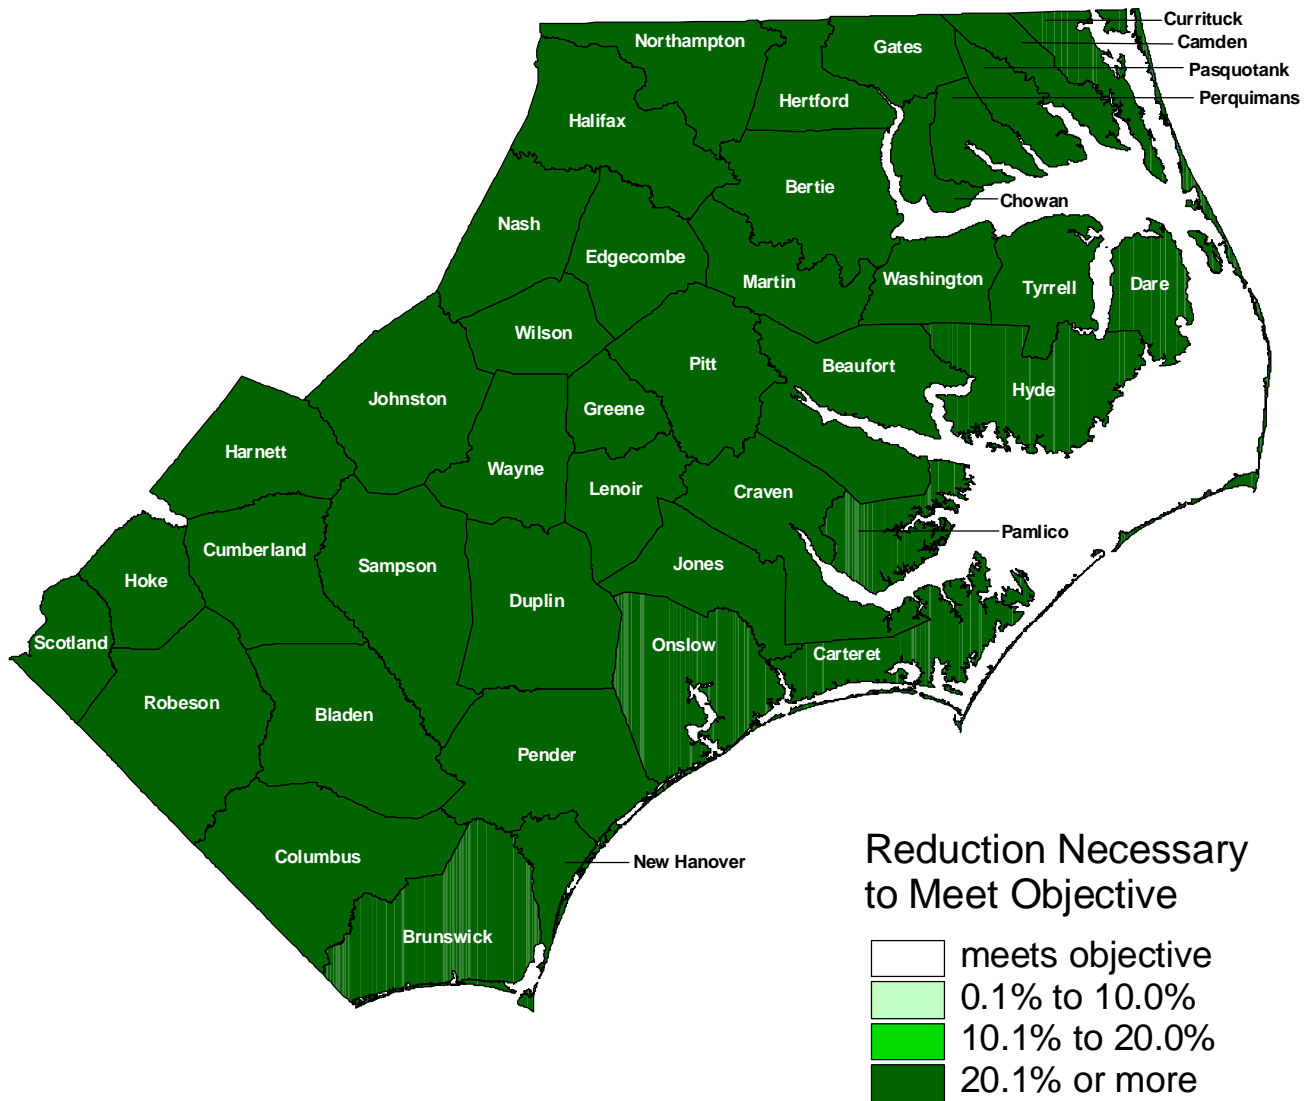 Currituck
Northampton
Gates
Camden
Pasquotank
Hertford
Perquimans
Halifax
Bertie
Chowan
Nash
Edgecombe
Martin
Washington
Tyrrell
Dare
Wilson
Pitt
Beaufort
Hyde
Johnston
Greene
Harnett
Wayne
Lenoir
Craven
Pamlico
Cumberland
Sampson
Jones
Hoke
Duplin
Scotland
Onslow
Carteret
Robeson
Bladen
Pender
Columbus
New Hanover
Brunswick
Reduction Necessary
to Meet Objective
meets objective
0.1% to 10.0%
10.1% to 20.0%
20.1% or more